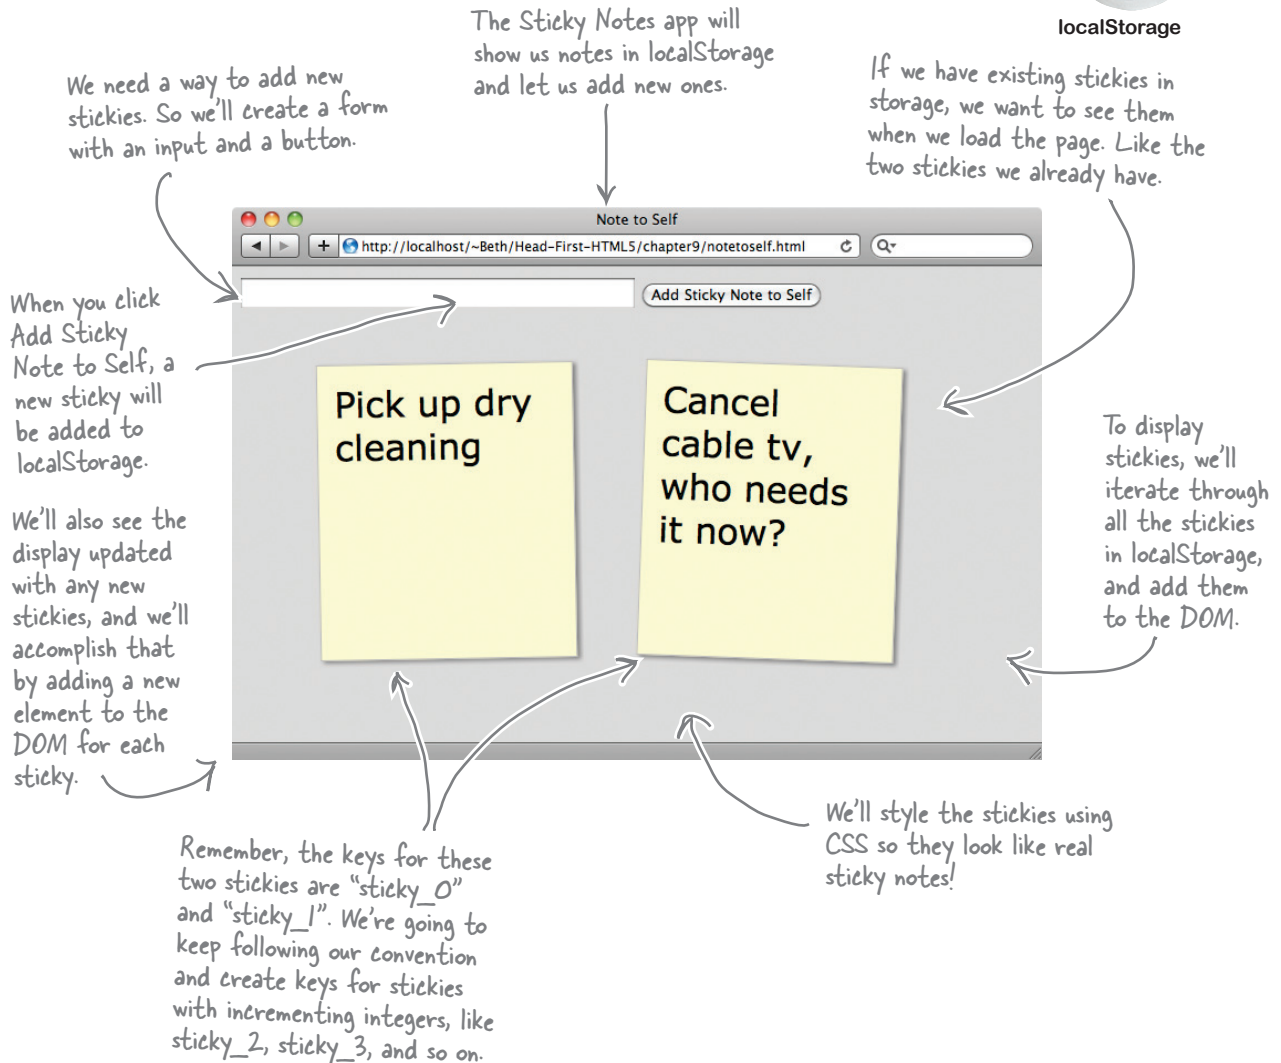 localStorage
The Sticky Notes app will
show us notes in localStorage
and let us add new ones.
We need a way to add new
stickies. So we'll create a form
with an input and a button.
If we have existing stickies in
storage, we want to see them
when we load the page. Like the
two stickies we already have.
Note to Self
http://localhost/~Beth/Head-First-HTML5/chapter9/notetoself.html
Add Sticky Note to Self
When you click
Add Sticky
Note to Self, a
new sticky will
be added to
localStorage.
Pick up dry
cleaning
Cancel
cable tv,
who needs
it now?
To display
stickies, we'll
iterate through
all the stickies
in localStorage,
and add them
to the DOM.
We'll also see the
display updated
with any new
stickies, and we'll
accomplish that
by adding a new
element to the
DOM for each
sticky.
We'll style the stickies using
CSS so they look like real
sticky notes!
Remember, the keys for these
two stickies are "sticky_0"
and "sticky_1". We're going to
keep following our convention
and create keys for stickies
with incrementing integers, like
sticky_2, sticky_3, and so on.